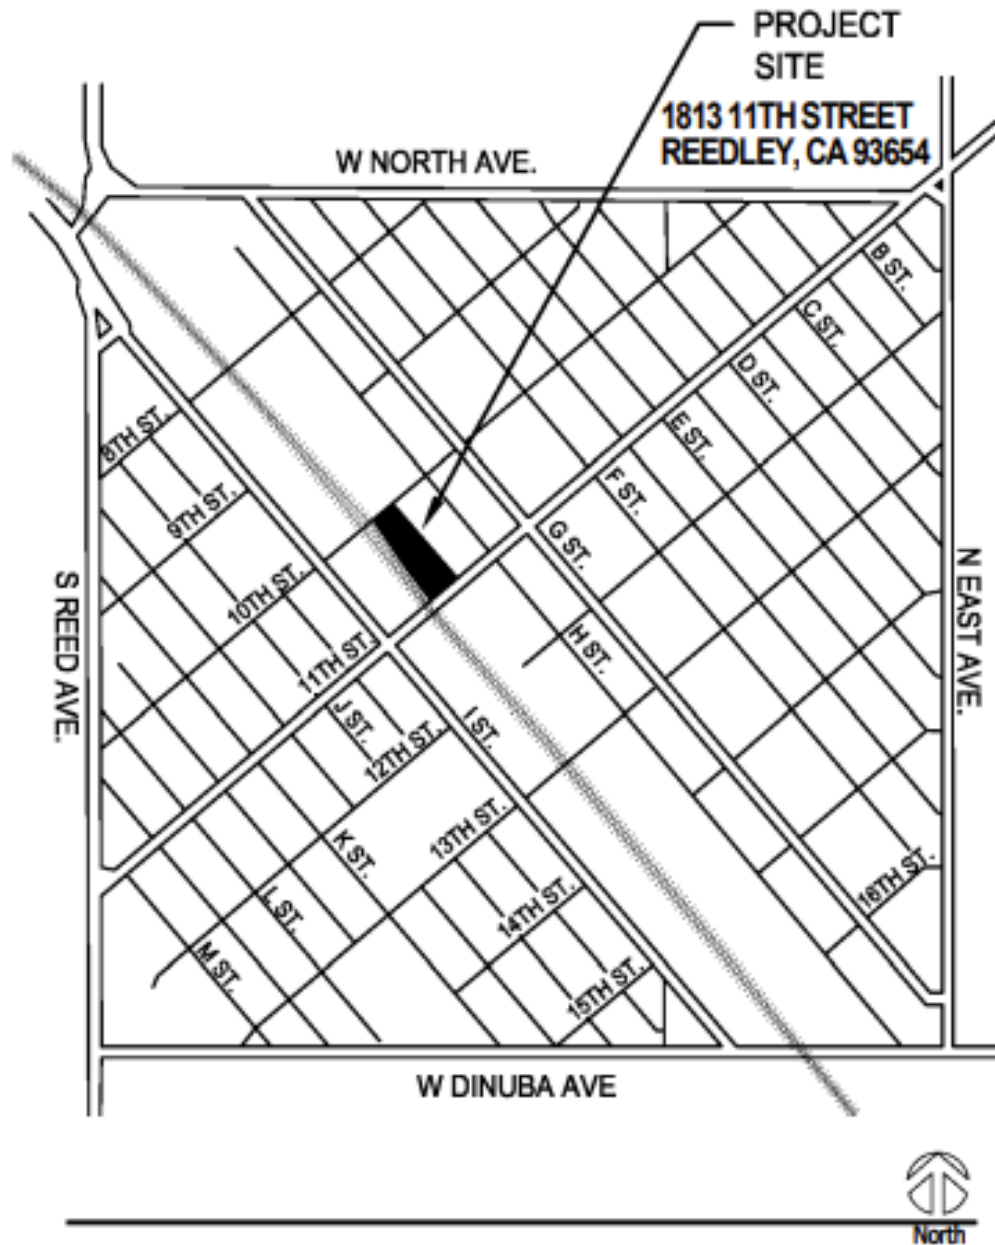 PROJECT
SITE
1813 11TH STREET
REEDLEY, CA 93654
W NORTH AVE.
B ST.
C ST.
D ST.
E ST.
F ST.
G ST.
H ST.
8TH ST.
9TH ST.
10TH ST.
11TH ST.
S REED AVE.
N EAST AVE.
I ST.
J ST.
12TH ST.
13TH ST.
K ST.
L ST.
M ST.
14TH ST.
15TH ST.
16TH ST.
W DINUBA AVE
North